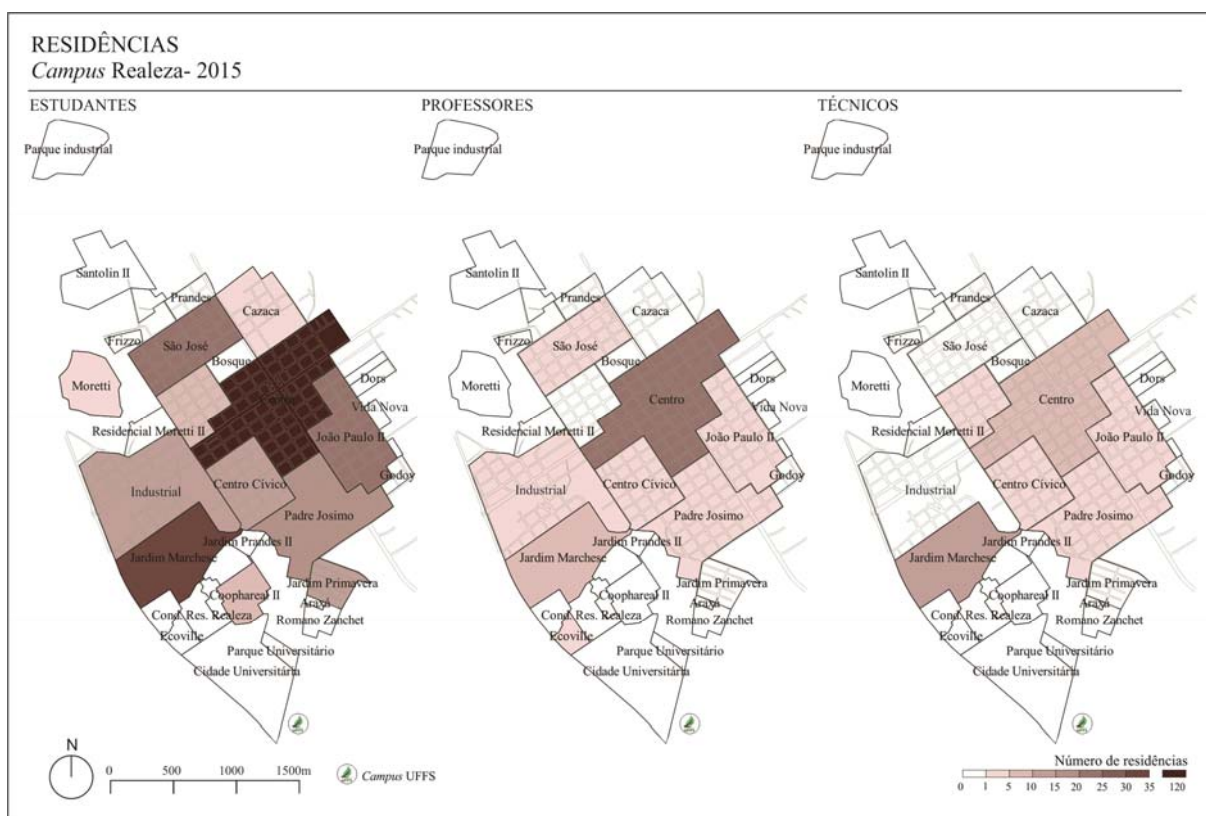 RESIDÊNCIAS
Campus Realeza- 2015
ESTUDANTES
Parque industrial
Santolin II
Prandes
Cazaca
Frizzo
São José
Bosque
Moretti
Centro
Dors
Vida Nova
Residencial Moretti II
João Paulo II
Godoy
Industrial
Centro Cívico
Padre Josimo
Jardim Prandes II
Jardim Marchese
Jardim Primavera
Coophareal II
Araxá
Cond. Res. Realeza
Romano Zanchet
Ecoville
Parque Universitário
Cidade Universitária
PROFESSORES
Parque industrial
Santolin II
Prandes
Cazaca
Frizzo
São José
Bosque
Moretti
Centro
Dors
Vida Nova
Residencial Moretti II
João Paulo II
Godoy
Industrial
Centro Cívico
Padre Josimo
Jardim Prandes II
Jardim Marchese
Jardim Primavera
Coophareal II
Araxá
Cond. Res. Realeza
Romano Zanchet
Ecoville
Parque Universitário
Cidade Universitária
TÉCNICOS
Parque industrial
Santolin II
Prandes
Cazaca
Frizzo
São José
Bosque
Moretti
Centro
Dors
Vida Nova
Residencial Moretti II
João Paulo II
Godoy
Industrial
Centro Cívico
Padre Josimo
Jardim Prandes II
Jardim Marchese
Jardim Primavera
Coophareal II
Araxá
Cond. Res. Realeza
Romano Zanchet
Ecoville
Parque Universitário
Cidade Universitária
N
0 500 1000 1500m
Campus UFFS
Número de residências
0 1 5 10 15 20 25 30 35 120